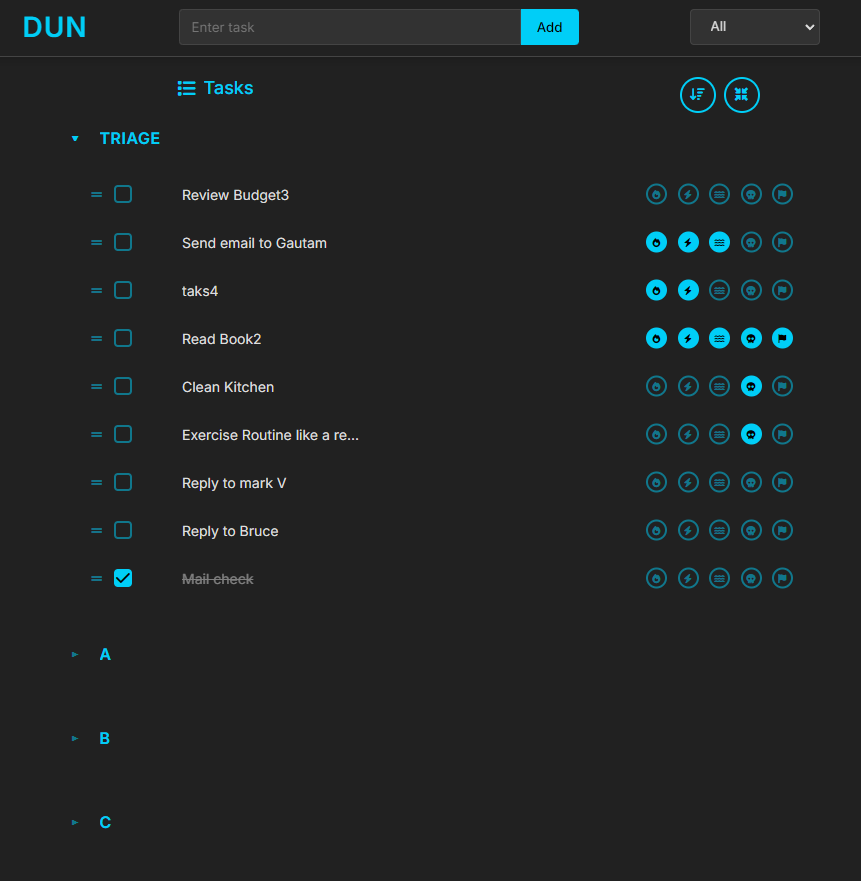 DUN
Enter task
Add
All
Tasks
TRIAGE
Review Budget3
Send email to Gautam
taks4
Read Book2
Clean Kitchen
Exercise Routine like a re...
Reply to mark V
Reply to Bruce
Mail check
A
B
C